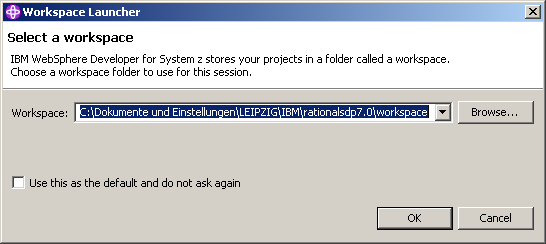 Workspace Launcher
Select a workspace
IBM WebSphere Developer for System z stores your projects in a folder called a workspace.
Choose a workspace folder to use for this session.
Workspace: C:\Dokumente und Einstellungen\LEIPZIG\IBM\rationalsdp7.0\workspace Browse...
Use this as the default and do not ask again
OK Cancel